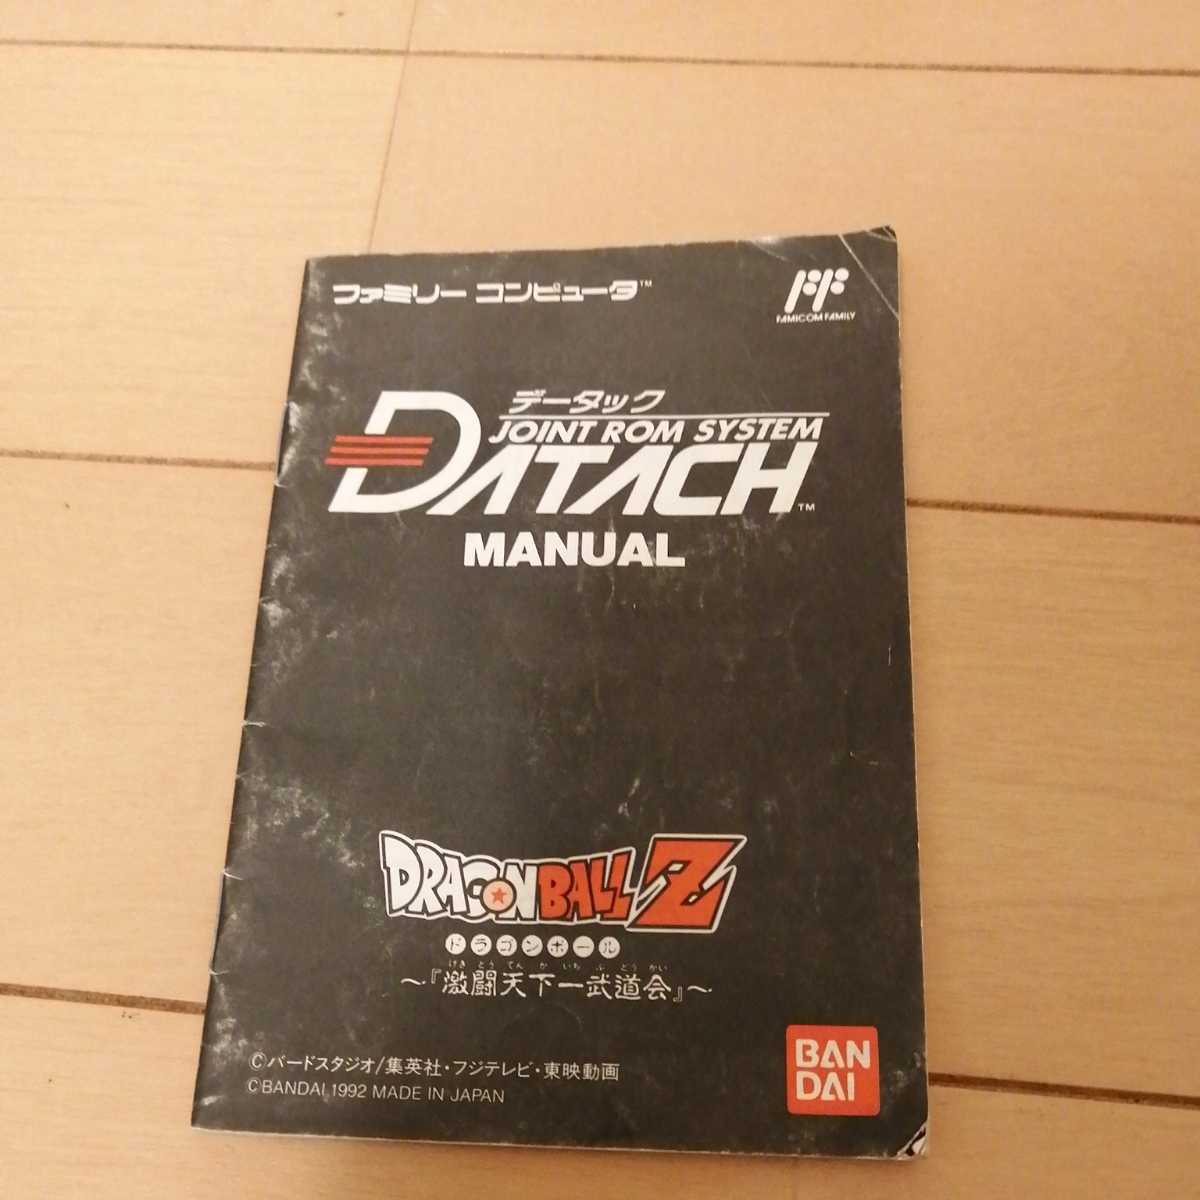 ファミリー コンピュータ™
FAMICOM FAMILY
データック
JOINT ROM SYSTEM
DATACH™
MANUAL
DRAGON BALL Z
ドラゴンボール
げき とう てん か いち ぶ どう かい
～『激闘天下一武道会』～
©バードスタジオ/集英社・フジテレビ・東映動画
©BANDAI 1992 MADE IN JAPAN
BAN
DAI